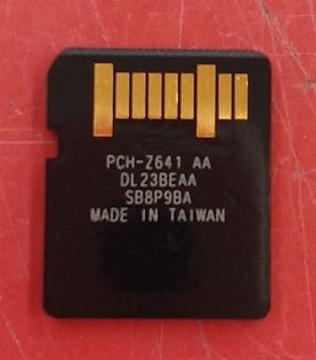 PCH-Z641 AA
DL23BEAA
SB8P9BA
MADE IN TAIWAN